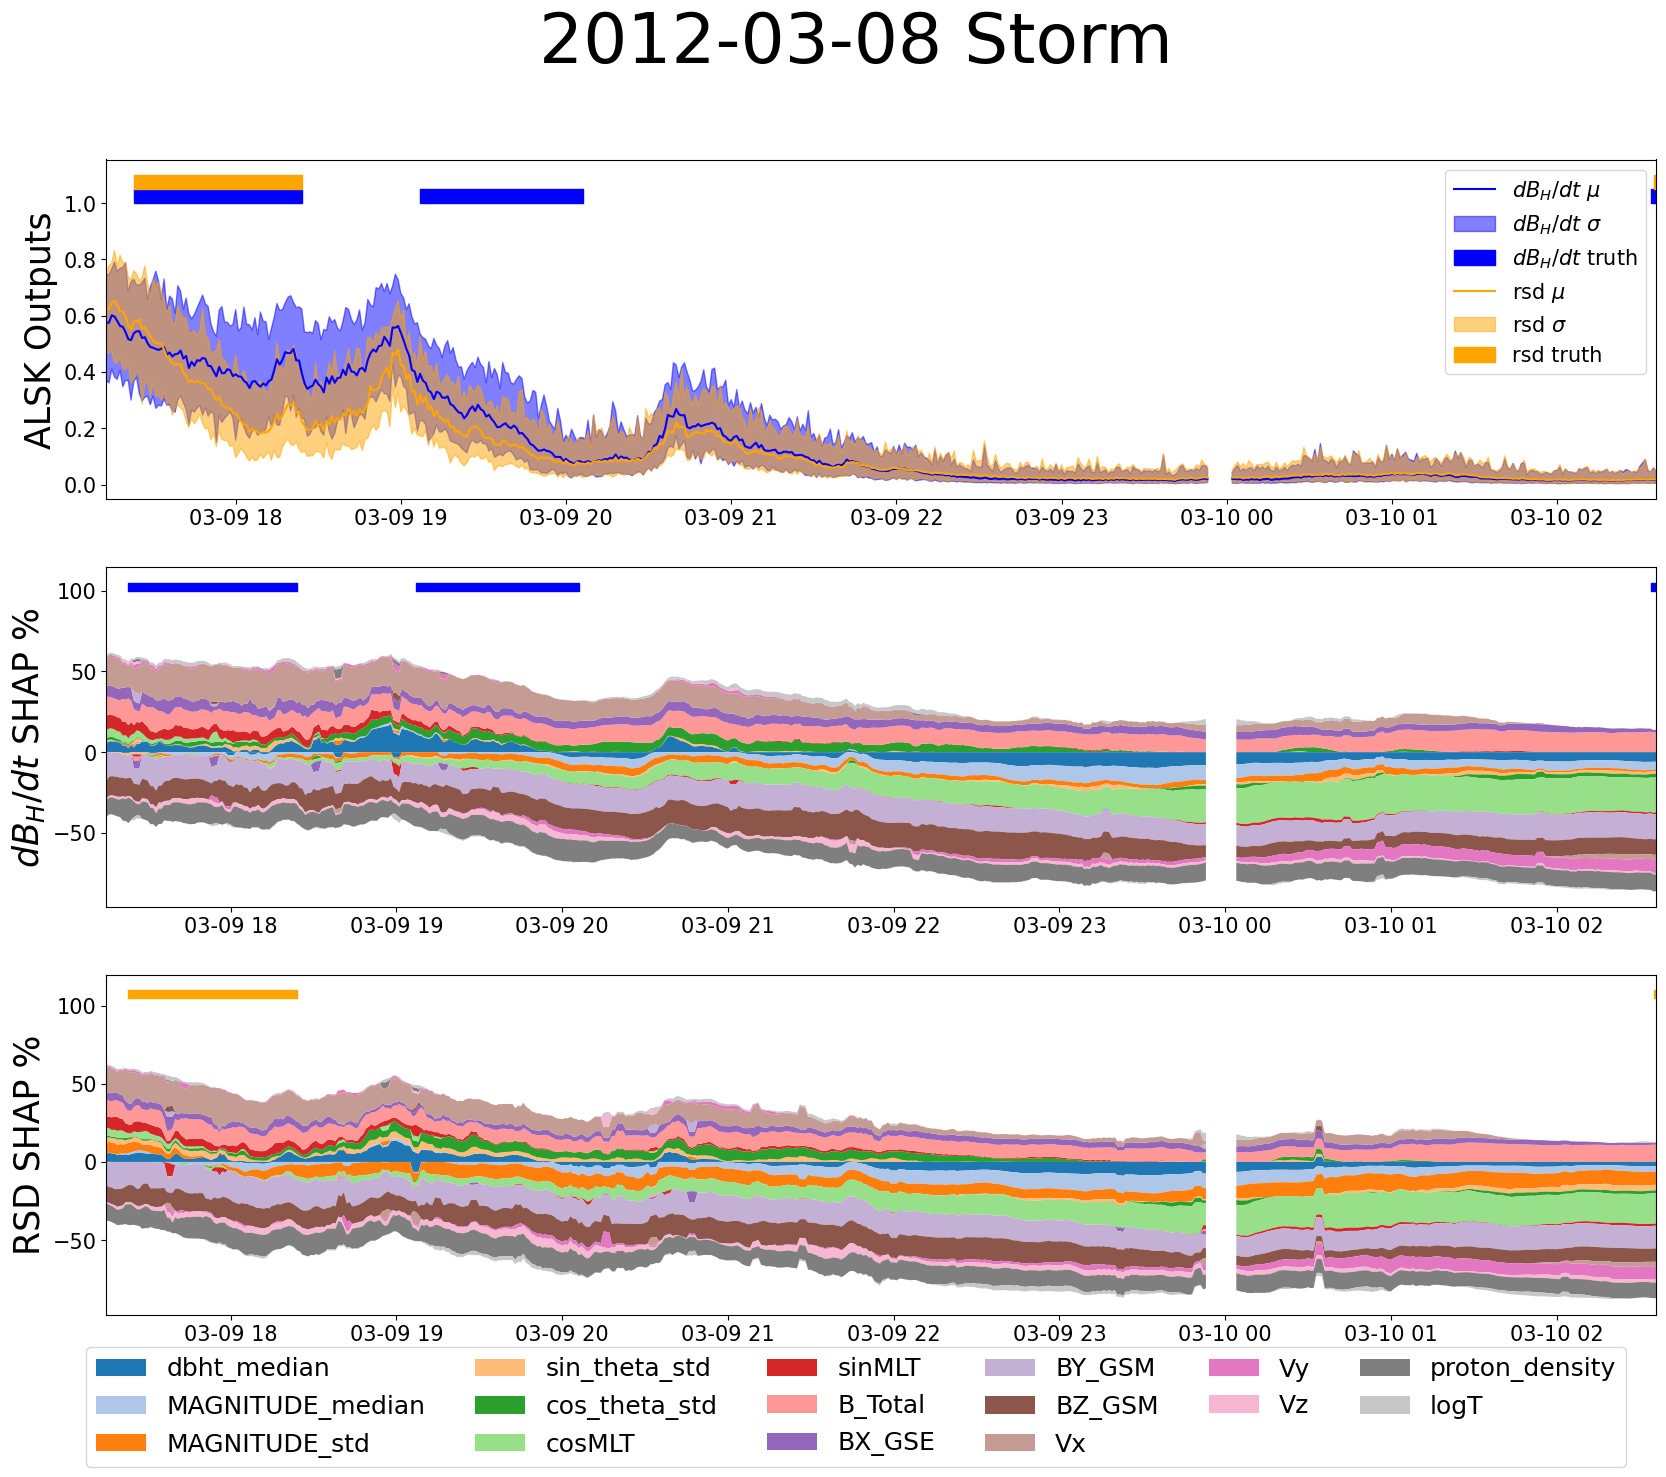 2012-03-08 Storm
ALSK Outputs
1.0
0.8
0.6
0.4
0.2
0.0
dB_H/dt μ
dB_H/dt σ
dB_H/dt truth
rsd μ
rsd σ
rsd truth
03-09 18 03-09 19 03-09 20 03-09 21 03-09 22 03-09 23 03-10 00 03-10 01 03-10 02
dB_H/dt SHAP %
100
50
0
−50
03-09 18 03-09 19 03-09 20 03-09 21 03-09 22 03-09 23 03-10 00 03-10 01 03-10 02
RSD SHAP %
100
50
0
−50
03-09 18 03-09 19 03-09 20 03-09 21 03-09 22 03-09 23 03-10 00 03-10 01 03-10 02
dbht_median sin_theta_std sinMLT BY_GSM Vy proton_density
MAGNITUDE_median cos_theta_std B_Total BZ_GSM Vz logT
MAGNITUDE_std cosMLT BX_GSE Vx